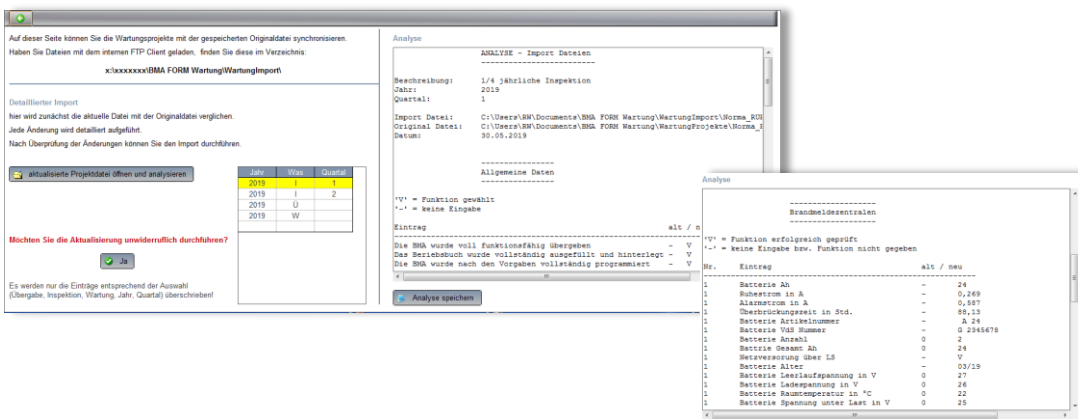 Auf dieser Seite können Sie die Wartungsprojekte mit der gespeicherten Originaldatei synchronisieren.
Haben Sie Dateien mit dem internen FTP Client geladen, finden Sie diese im Verzeichnis:
x:\xxxxxxx\BMA FORM Wartung\WartungImport\
Detaillierter Import
hier wird zunächst die aktuelle Datei mit der Originaldatei verglichen.
Jede Änderung wird detailliert aufgeführt.
Nach Überprüfung der Änderungen können Sie den Import durchführen.
aktualisierte Projektdatei öffnen und analysieren
Jahr Was Quartal
2019 I 1
2019 I 2
2019 Ü
2019 W
Möchten Sie die Aktualisierung unwiderruflich durchführen?
Ja
Es werden nur die Einträge entsprechend der Auswahl
(Übergabe, Inspektion, Wartung, Jahr, Quartal) überschrieben!
Analyse
ANALYSE - Import Dateien
-------------------------
Beschreibung: 1/4 jährliche Inspektion
Jahr: 2019
Quartal: 1
Import Datei: C:\Users\RW\Documents\BMA FORM Wartung\WartungImport\Norma_RUH
Original Datei: C:\Users\RW\Documents\BMA FORM Wartung\WartungProjekte\Norma_
Datum: 30.05.2019
----------------
Allgemeine Daten
----------------
'V' = Funktion gewählt
'-' = keine Eingabe
Eintrag alt / n
Die BMA wurde voll funktionsfähig übergeben - V
Das Beriebsbuch wurde vollständig ausgefüllt und hinterlegt - V
Die BMA wurde nach den Vorgaben vollständig programmiert - V
Analyse speichern
Analyse
-------------------
Brandmeldezentralen
-------------------
'V' = Funktion erfolgreich geprüft
'-' = keine Eingabe bzw. Funktion nicht gegeben
Nr. Eintrag alt / neu
1 Batterie Ah - 24
1 Ruhestrom in A - 0,269
1 Alarmstrom in A - 0,587
1 Überbrückungszeit in Std. - 88,13
1 Batterie Artikelnummer - A 24
1 Batterie VdS Nummer - G 2345678
1 Batterie Anzahl 0 2
1 Battrie Gesamt Ah 0 24
1 Netzversorung über LS - V
1 Batterie Alter - 03/19
1 Batterie Leerlaufspannung in V 0 27
1 Batterie Ladespannung in V 0 26
1 Batterie Raumtemperatur in °C 0 22
1 Batterie Spannung unter Last in V 0 25